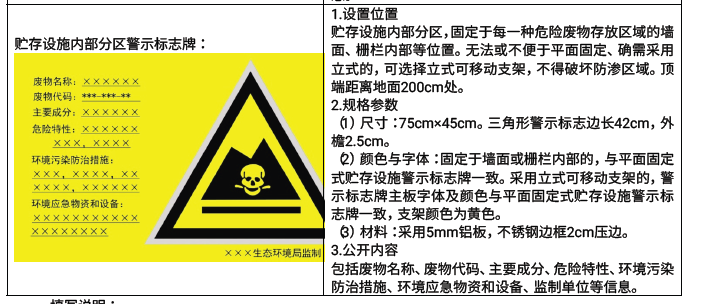 贮存设施内部分区警示标志牌：
废物名称：××××××
废物代码：***-***-**
主要成分：××××××
危险特性：××××××
×××，××××
环境污染防治措施：
×××，××××，××
××××，××××××
环境应急物资和设备：
×××××××××××
××××××××
×××生态环境局监制
1.设置位置
贮存设施内部分区，固定于每一种危险废物存放区域的墙
面、栅栏内部等位置。无法或不便于平面固定、确需采用
立式的，可选择立式可移动支架，不得破坏防渗区域。顶
端距离地面200cm处。
2.规格参数
（1）尺寸：75cm×45cm。三角形警示标志边长42cm，外
檐2.5cm。
（2）颜色与字体：固定于墙面或栅栏内部的，与平面固定
式贮存设施警示标志牌一致。采用立式可移动支架的，警
示标志牌主板字体及颜色与平面固定式贮存设施警示标
志牌一致，支架颜色为黄色。
（3）材料：采用5mm铝板，不锈钢边框2cm压边。
3.公开内容
包括废物名称、废物代码、主要成分、危险特性、环境污染
防治措施、环境应急物资和设备、监制单位等信息。